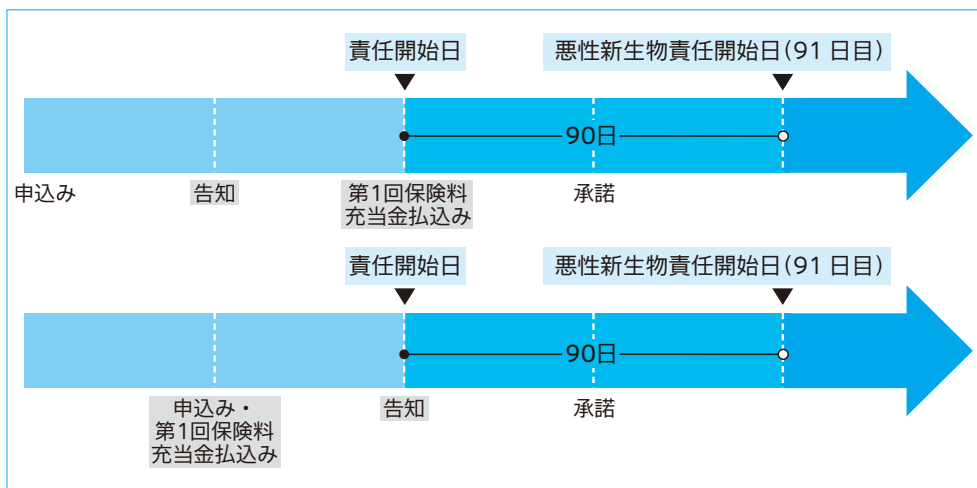 責任開始日
悪性新生物責任開始日(91日目)
90日
申込み
告知
第1回保険料
充当金払込み
承諾
責任開始日
悪性新生物責任開始日(91日目)
90日
申込み・
第1回保険料
充当金払込み
告知
承諾